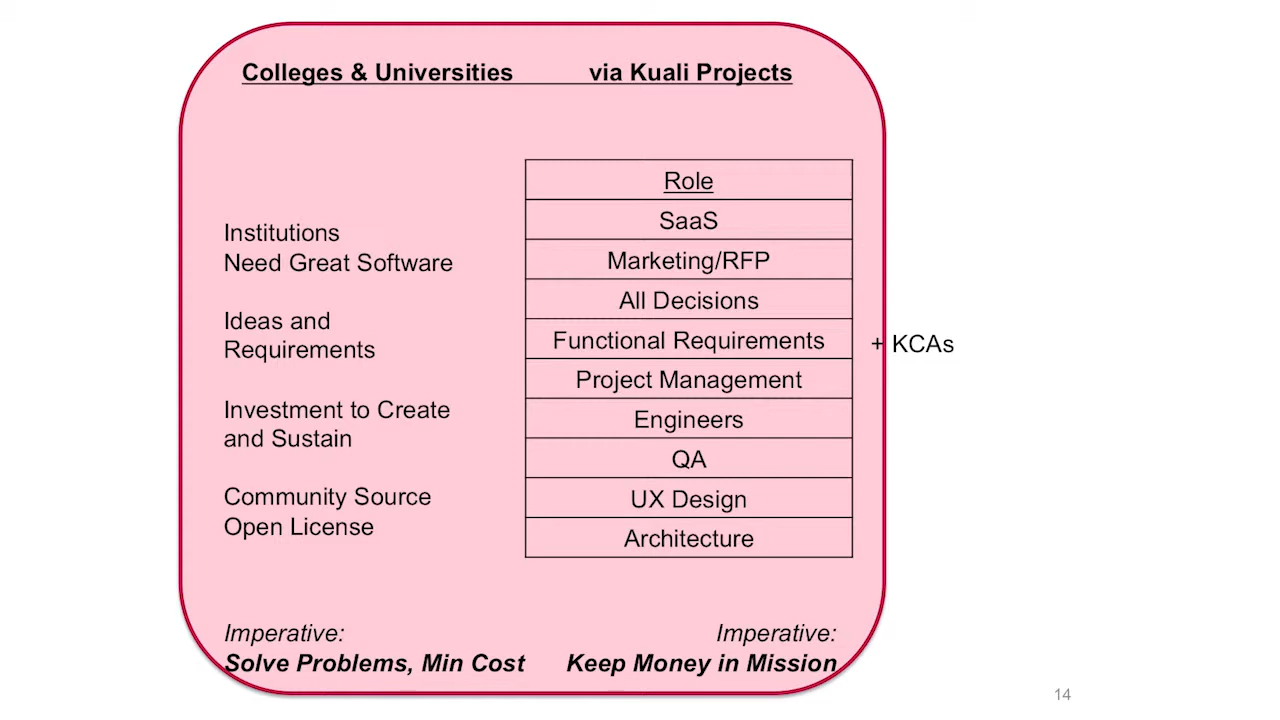 Colleges & Universities via Kuali Projects
Institutions
Need Great Software
Ideas and
Requirements
Investment to Create
and Sustain
Community Source
Open License
Role
SaaS
Marketing/RFP
All Decisions
Functional Requirements
Project Management
Engineers
QA
UX Design
Architecture
+ KCAs
Imperative:
Solve Problems, Min Cost
Imperative:
Keep Money in Mission
14